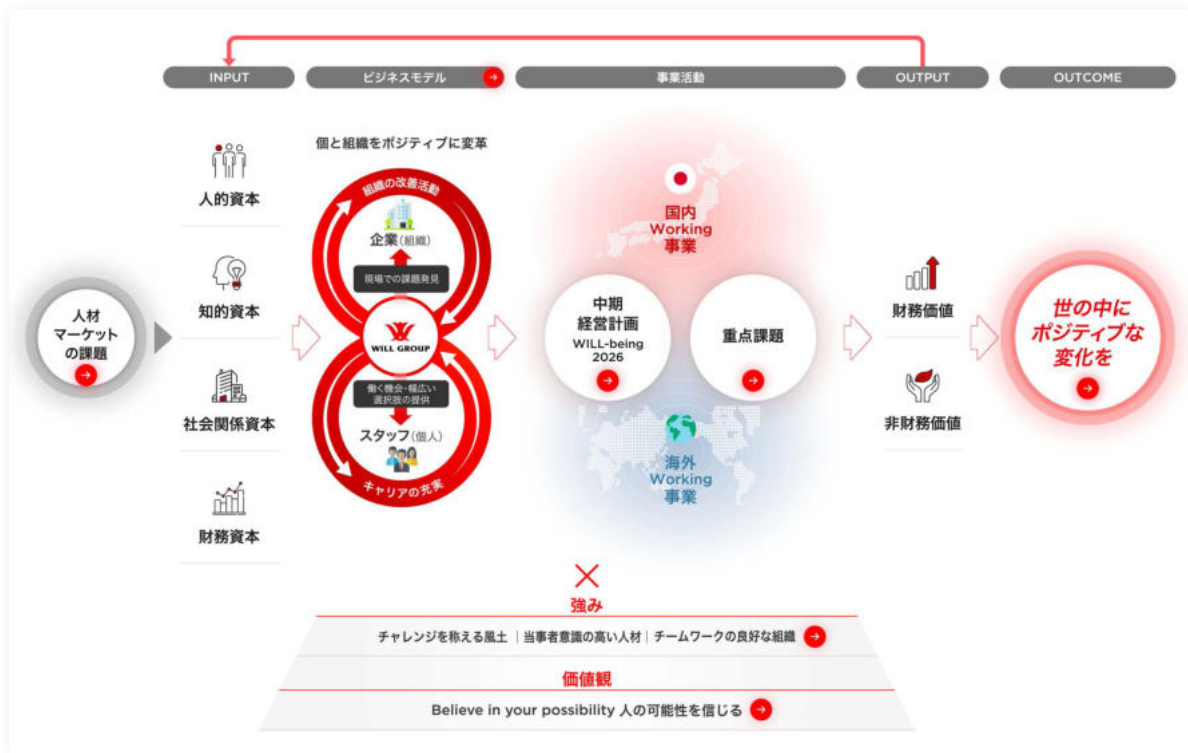 INPUT
ビジネスモデル
事業活動
OUTPUT
OUTCOME
人材
マーケット
の課題
人的資本
知的資本
社会関係資本
財務資本
個と組織をポジティブに変革
組織の改善活動
企業(組織)
現場での課題発見
WILL GROUP
働く機会・幅広い
選択肢の提供
スタッフ(個人)
キャリアの充実
国内
Working
事業
中期
経営計画
WILL-being
2026
重点課題
海外
Working
事業
財務価値
非財務価値
世の中に
ポジティブな
変化を
強み
チャレンジを称える風土 | 当事者意識の高い人材 | チームワークの良好な組織
価値観
Believe in your possibility 人の可能性を信じる